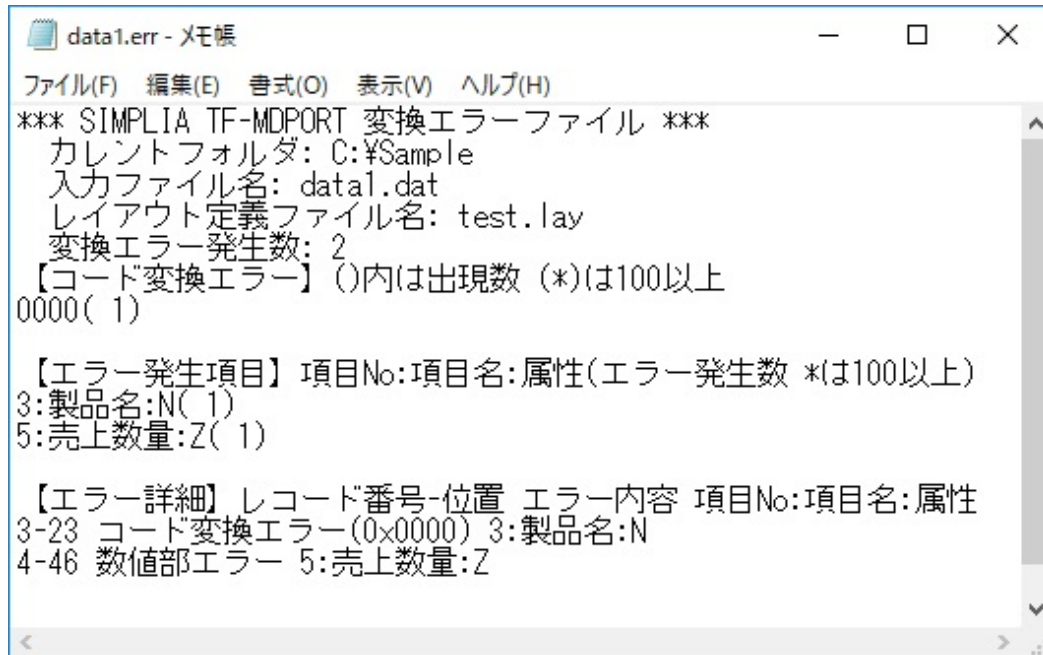 data1.err - メモ帳
ファイル(F) 編集(E) 書式(O) 表示(V) ヘルプ(H)
*** SIMPLIA TF-MDPORT 変換エラーファイル ***
カレントフォルダ: C:¥Sample
入力ファイル名: data1.dat
レイアウト定義ファイル名: test.lay
変換エラー発生数: 2
【コード変換エラー】()内は出現数 (*)は100以上
0000( 1)
【エラー発生項目】項目No:項目名:属性(エラー発生数 *は100以上)
3:製品名:N( 1)
5:売上数量:Z( 1)
【エラー詳細】レコード番号-位置 エラー内容 項目No:項目名:属性
3-23 コード変換エラー(0x0000) 3:製品名:N
4-46 数値部エラー 5:売上数量:Z